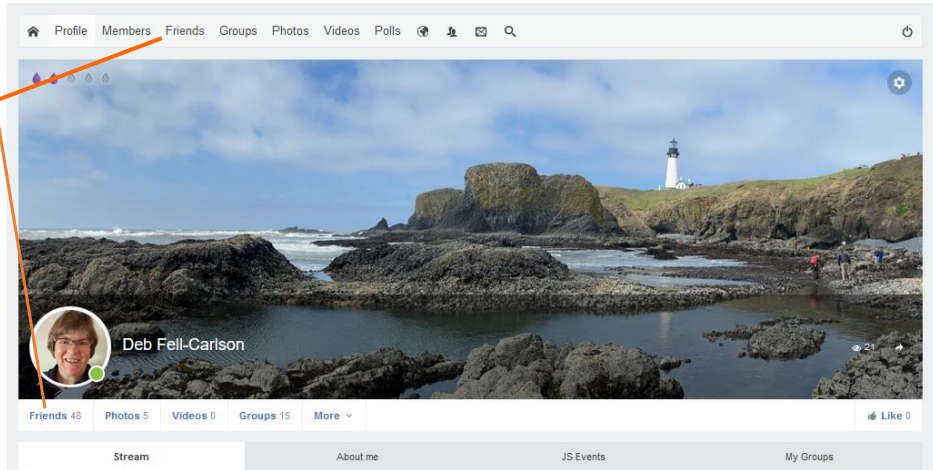 Profile Members Friends Groups Photos Videos Polls
Deb Fell-Carlson
21
Friends 48 Photos 5 Videos 0 Groups 15 More Like 0
Stream About me JS Events My Groups